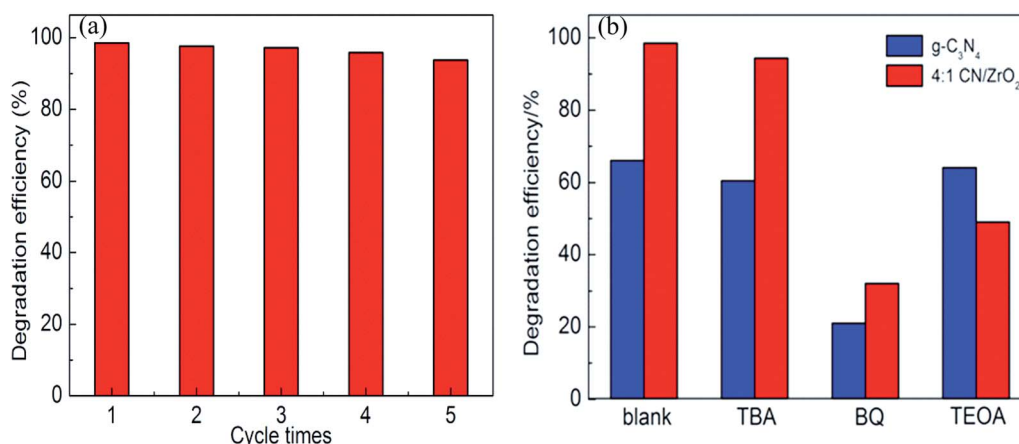 (a)
100
80
60
40
20
0
Degradation efficiency (%)
1 2 3 4 5
Cycle times
(b)
100
80
60
40
20
0
Degradation efficiency/%
g-C₃N₄
4:1 CN/ZrO₂
blank TBA BQ TEOA